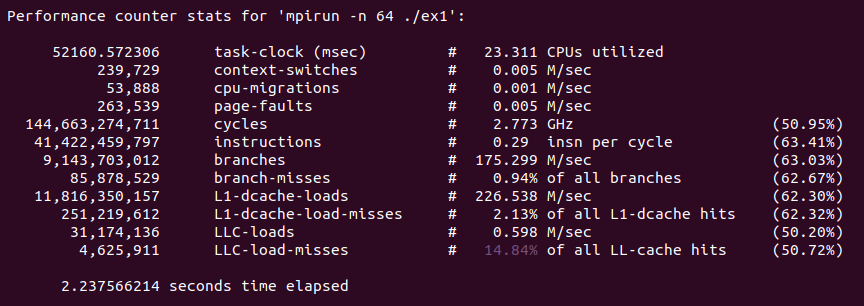 Performance counter stats for 'mpirun -n 64 ./ex1':
52160.572306 task-clock (msec) # 23.311 CPUs utilized
239,729 context-switches # 0.005 M/sec
53,888 cpu-migrations # 0.001 M/sec
263,539 page-faults # 0.005 M/sec
144,663,274,711 cycles # 2.773 GHz (50.95%)
41,422,459,797 instructions # 0.29 insn per cycle (63.41%)
9,143,703,012 branches # 175.299 M/sec (63.03%)
85,878,529 branch-misses # 0.94% of all branches (62.67%)
11,816,350,157 L1-dcache-loads # 226.538 M/sec (62.30%)
251,219,612 L1-dcache-load-misses # 2.13% of all L1-dcache hits (62.32%)
31,174,136 LLC-loads # 0.598 M/sec (50.20%)
4,625,911 LLC-load-misses # 14.84% of all LL-cache hits (50.72%)
2.237566214 seconds time elapsed